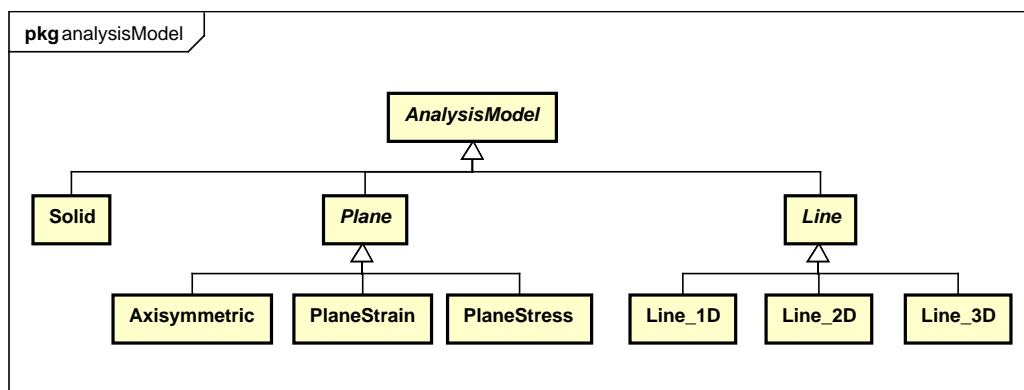 pkg analysisModel
AnalysisModel
Solid
Plane
Line
Axisymmetric
PlaneStrain
PlaneStress
Line_1D
Line_2D
Line_3D